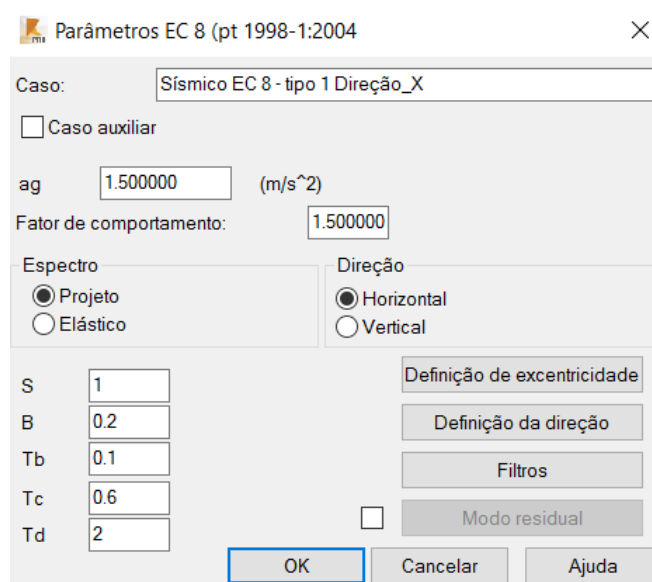 Parâmetros EC 8 (pt 1998-1:2004
Caso: Sísmico EC 8 - tipo 1 Direção_X
Caso auxiliar
ag 1.500000 (m/s^2)
Fator de comportamento: 1.500000
Espectro
Projeto
Elástico
Direção
Horizontal
Vertical
S 1
B 0.2
Tb 0.1
Tc 0.6
Td 2
Definição de excentricidade
Definição da direção
Filtros
Modo residual
OK Cancelar Ajuda